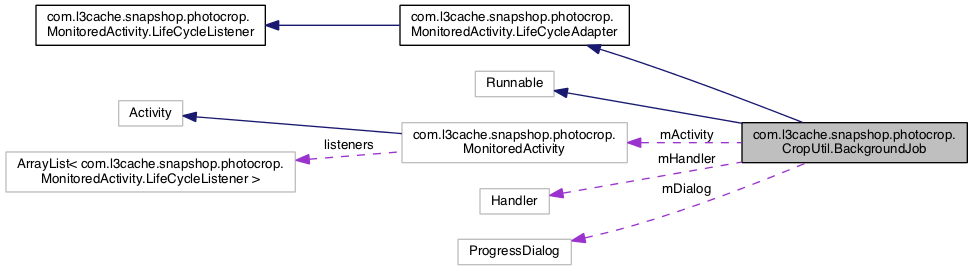 com.l3cache.snapshop.photocrop.
MonitoredActivity.LifeCycleListener
com.l3cache.snapshop.photocrop.
MonitoredActivity.LifeCycleAdapter
Runnable
Activity
com.l3cache.snapshop.photocrop.
MonitoredActivity
mActivity
com.l3cache.snapshop.photocrop.
CropUtil.BackgroundJob
listeners
ArrayList< com.l3cache.snapshop.photocrop.
MonitoredActivity.LifeCycleListener >
mHandler
Handler
mDialog
ProgressDialog